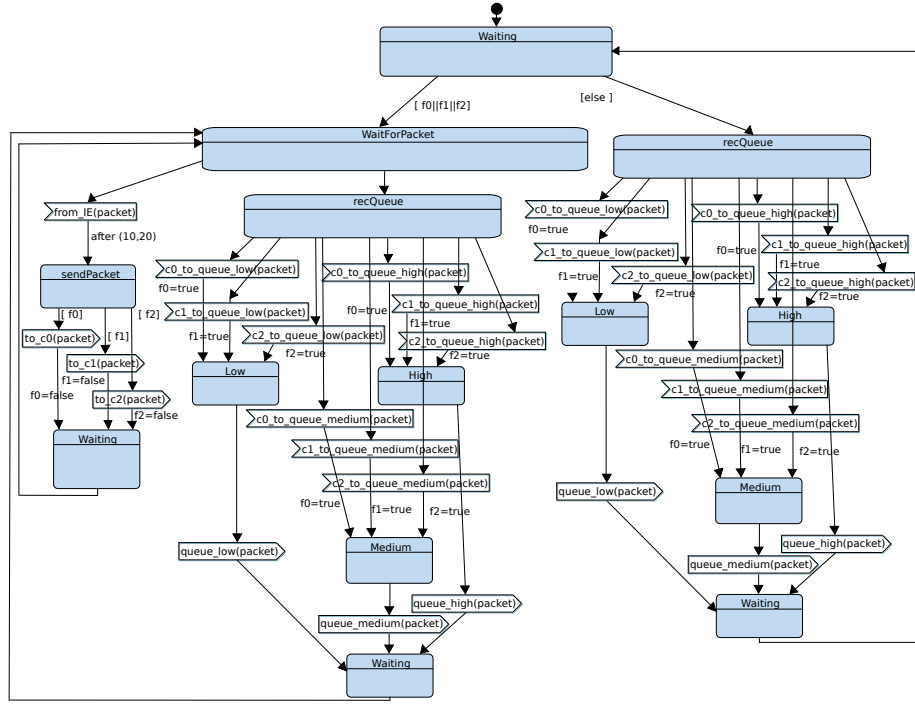 Waiting
[ f0||f1||f2]
[else ]
WaitForPacket
recQueue
from_IE(packet)
after (10,20)
sendPacket
[ f0]
[ f1]
[ f2]
to_c0(packet)
to_c1(packet)
to_c2(packet)
f0=false
f1=false
f2=false
Waiting
recQueue
c0_to_queue_low(packet)
f0=true
c1_to_queue_low(packet)
f1=true
c2_to_queue_low(packet)
f2=true
Low
c0_to_queue_high(packet)
f0=true
c1_to_queue_high(packet)
f1=true
c2_to_queue_high(packet)
f2=true
High
c0_to_queue_medium(packet)
c1_to_queue_medium(packet)
c2_to_queue_medium(packet)
f0=true
f1=true
f2=true
Medium
queue_low(packet)
queue_high(packet)
queue_medium(packet)
Waiting
c0_to_queue_low(packet)
f0=true
c1_to_queue_low(packet)
f1=true
c2_to_queue_low(packet)
f2=true
Low
c0_to_queue_high(packet)
f0=true
c1_to_queue_high(packet)
f1=true
c2_to_queue_high(packet)
f2=true
High
c0_to_queue_medium(packet)
c1_to_queue_medium(packet)
c2_to_queue_medium(packet)
f0=true
f1=true
f2=true
Medium
queue_low(packet)
queue_high(packet)
queue_medium(packet)
Waiting